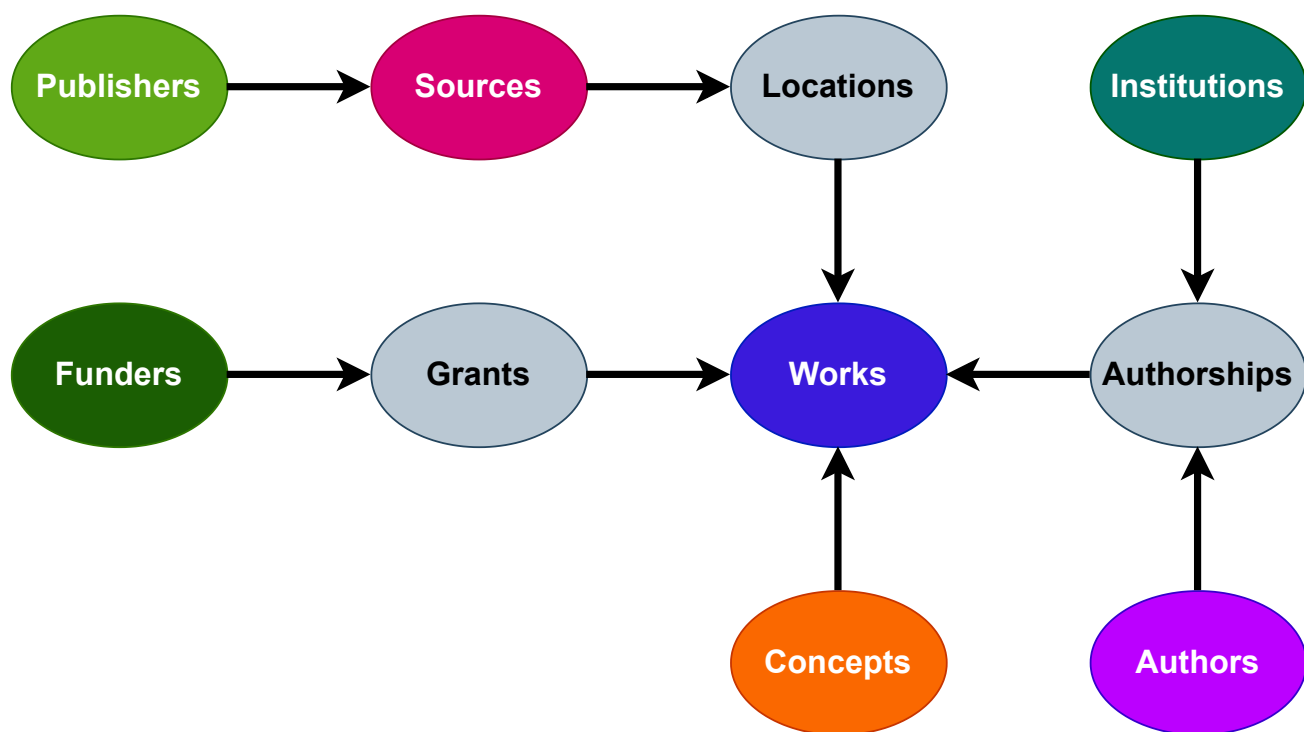 Publishers
Sources
Locations
Institutions
Funders
Grants
Works
Authorships
Concepts
Authors